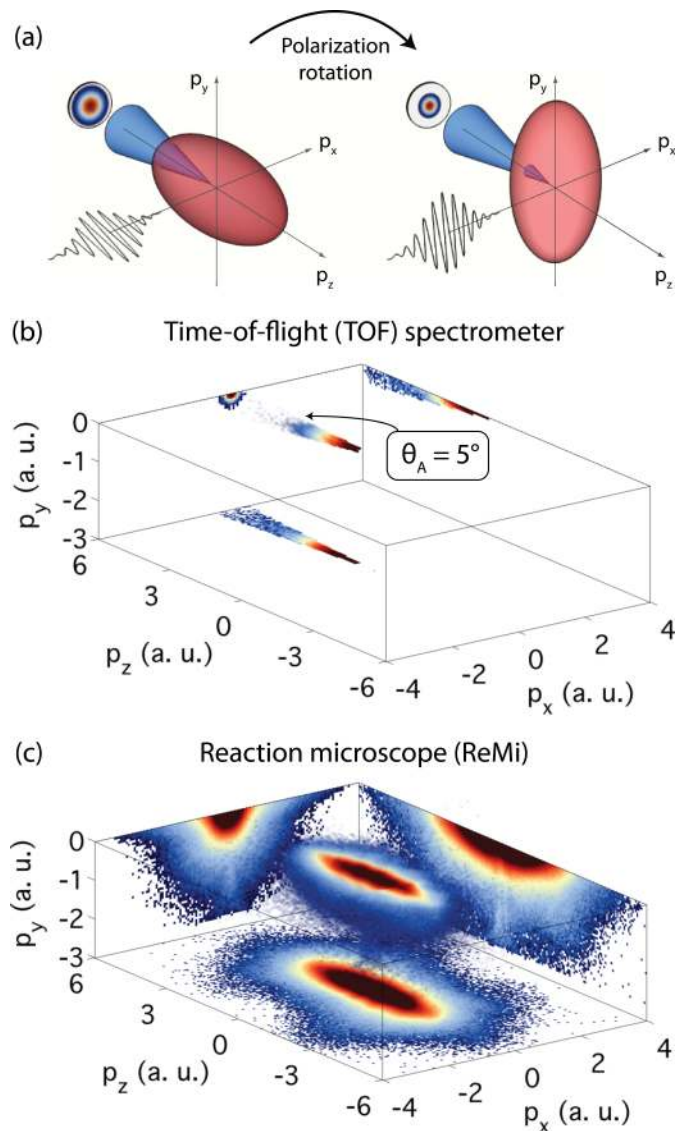 (a)
Polarization
rotation
p_y
p_x
p_z
p_y
p_x
p_z
(b) Time-of-flight (TOF) spectrometer
θ_A = 5°
p_y (a. u.)
0
-1
-2
-3
6
3
0
-3
-6
p_z (a. u.)
-4
-2
0
2
4
p_x (a. u.)
(c) Reaction microscope (ReMi)
p_y (a. u.)
0
-1
-2
-3
6
3
0
-3
-6
p_z (a. u.)
-4
-2
0
2
4
p_x (a. u.)